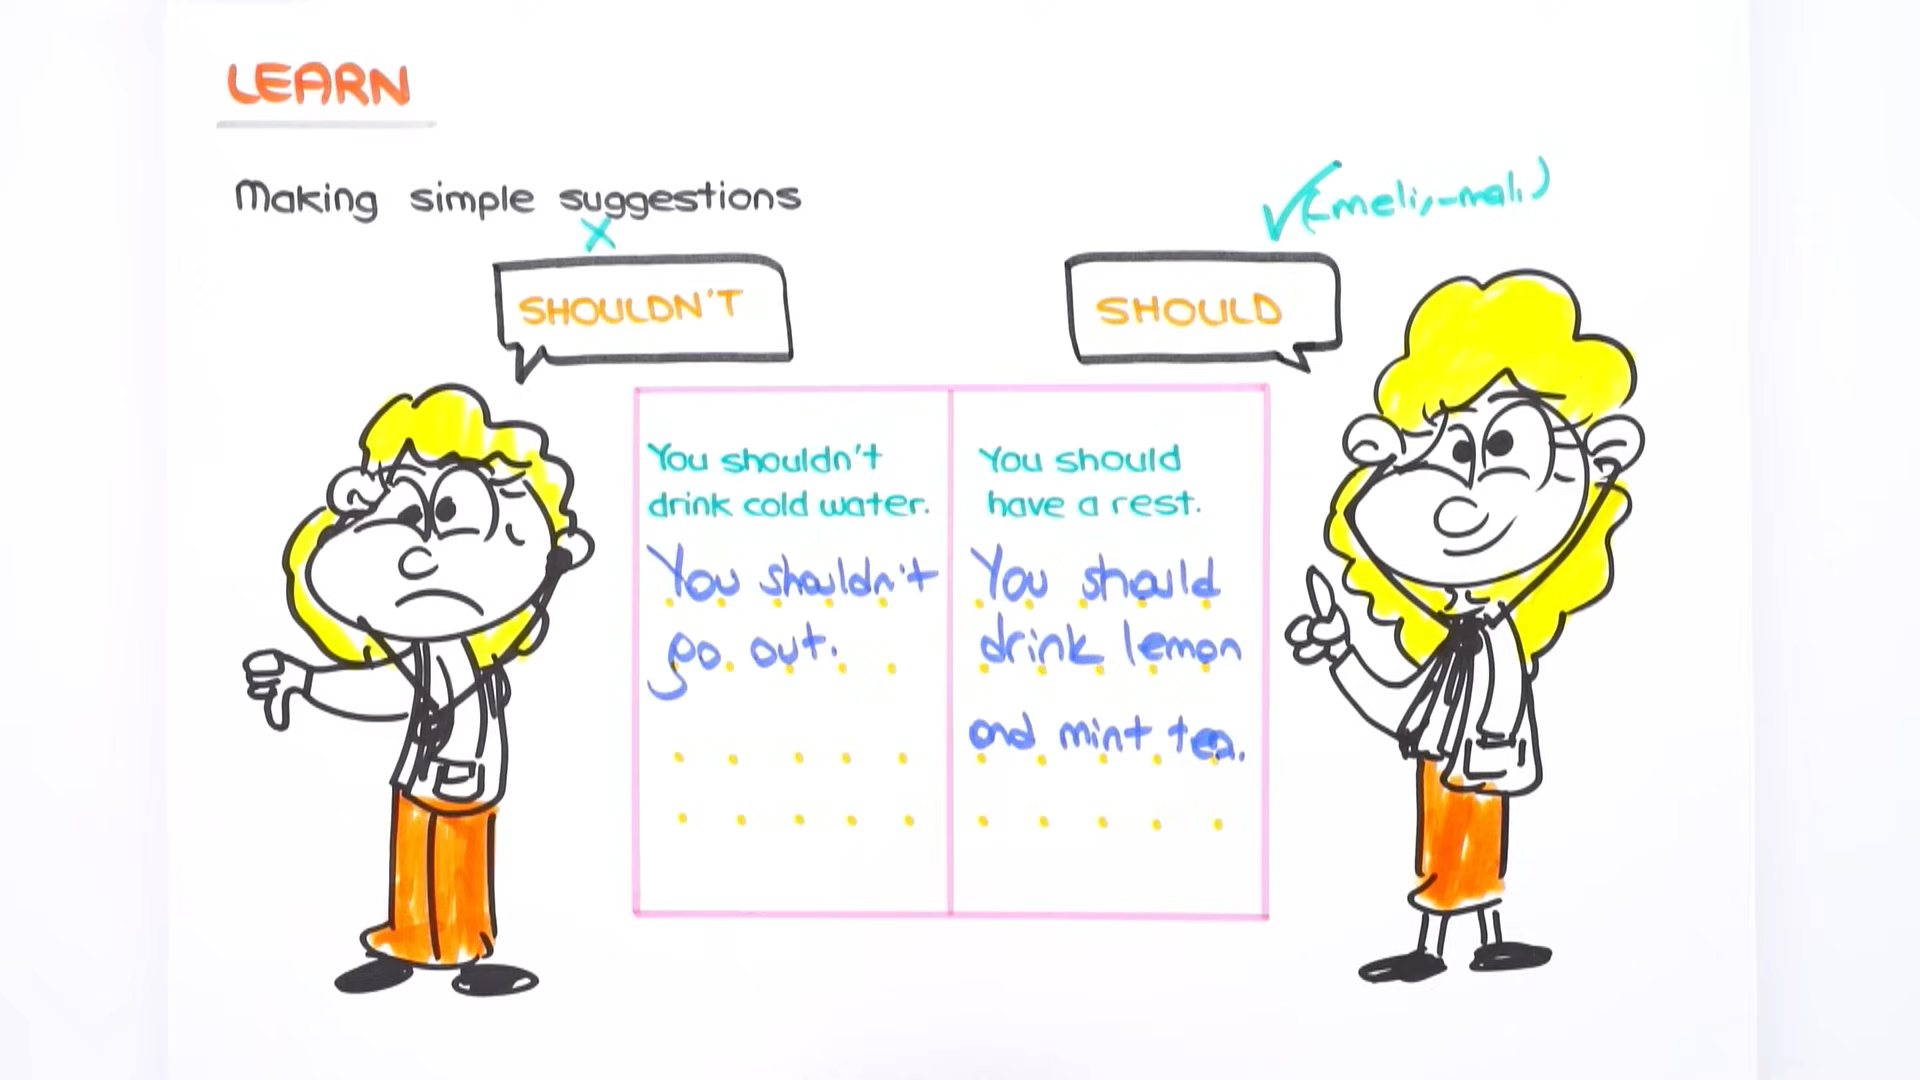 LEARN
Making simple suggestions
(-meli, -malı)
SHOULDN'T
SHOULD
You shouldn't
drink cold water.
You shouldn't
go out.
You should
have a rest.
You should
drink lemon
and mint tea.